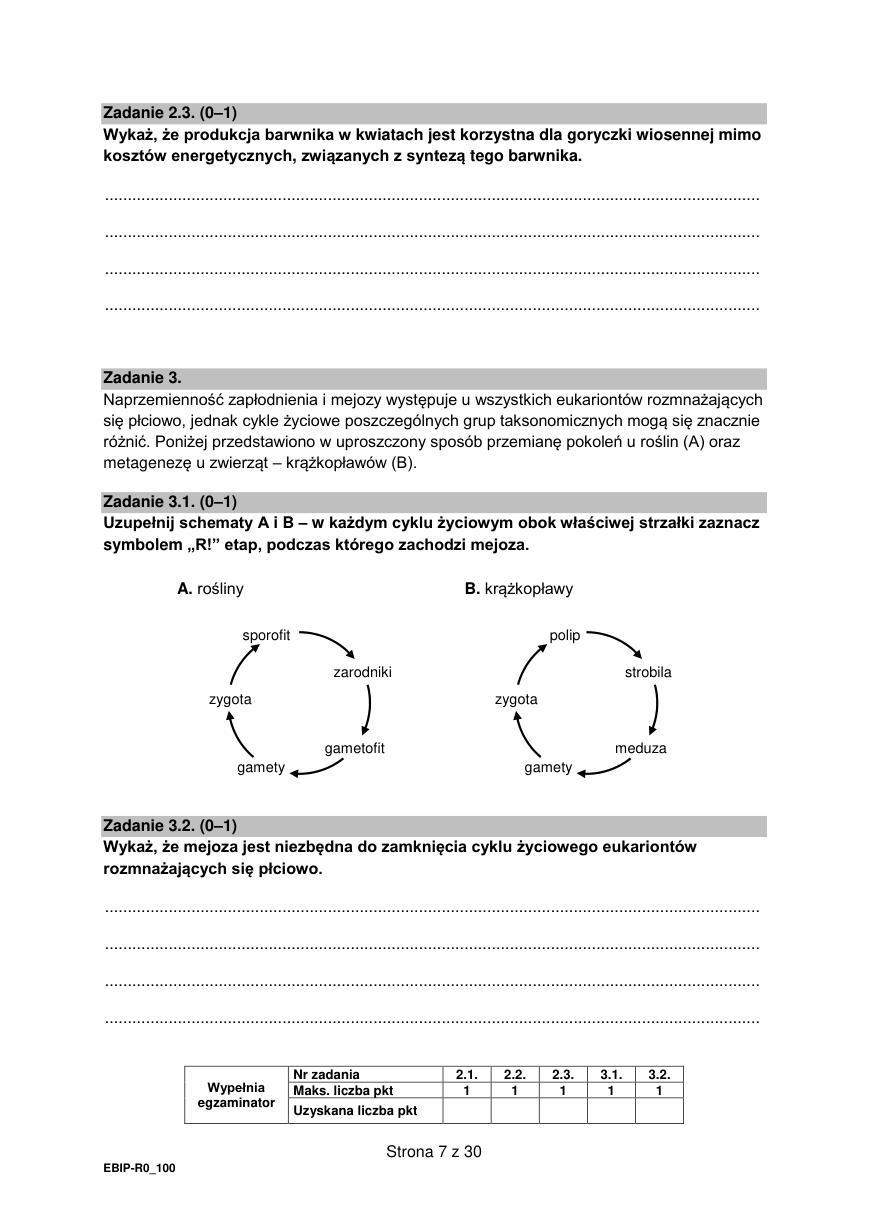 Zadanie 2.3. (0–1)
Wykaż, że produkcja barwnika w kwiatach jest korzystna dla goryczki wiosennej mimo
kosztów energetycznych, związanych z syntezą tego barwnika.
Zadanie 3.
Naprzemienność zapłodnienia i mejozy występuje u wszystkich eukariontów rozmnażających
się płciowo, jednak cykle życiowe poszczególnych grup taksonomicznych mogą się znacznie
różnić. Poniżej przedstawiono w uproszczony sposób przemianę pokoleń u roślin (A) oraz
metagenezę u zwierząt – krążkopławów (B).
Zadanie 3.1. (0–1)
Uzupełnij schematy A i B – w każdym cyklu życiowym obok właściwej strzałki zaznacz
symbolem „R!” etap, podczas którego zachodzi mejoza.
A. rośliny
sporofit
zarodniki
zygota
gametofit
gamety
B. krążkopławy
polip
strobila
zygota
meduza
gamety
Zadanie 3.2. (0–1)
Wykaż, że mejoza jest niezbędna do zamknięcia cyklu życiowego eukariontów
rozmnażających się płciowo.
Wypełnia
egzaminator
Nr zadania 2.1. 2.2. 2.3. 3.1. 3.2.
Maks. liczba pkt 1 1 1 1 1
Uzyskana liczba pkt
Strona 7 z 30
EBIP-R0_100